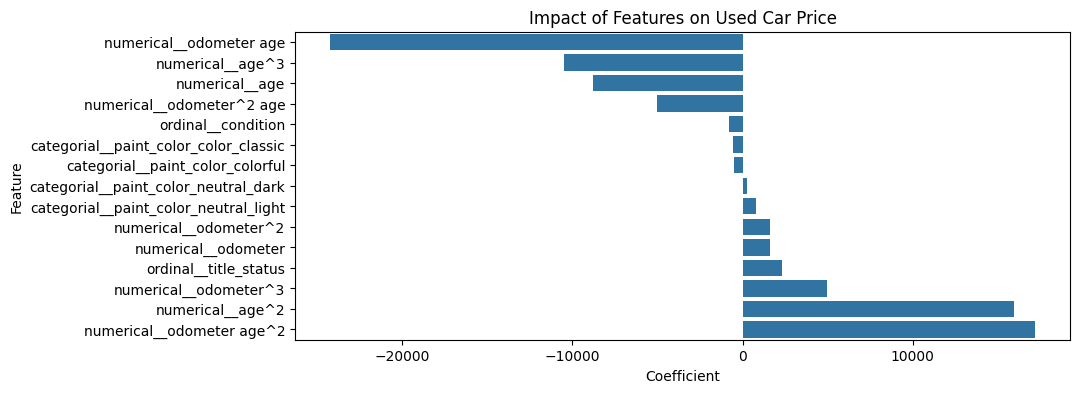 Impact of Features on Used Car Price
numerical__odometer age
numerical__age^3
numerical__age
numerical__odometer^2 age
ordinal__condition
categorial__paint_color_color_classic
categorial__paint_color_colorful
categorial__paint_color_neutral_dark
categorial__paint_color_neutral_light
numerical__odometer^2
numerical__odometer
ordinal__title_status
numerical__odometer^3
numerical__age^2
numerical__odometer age^2
Feature
−20000 −10000 0 10000
Coefficient